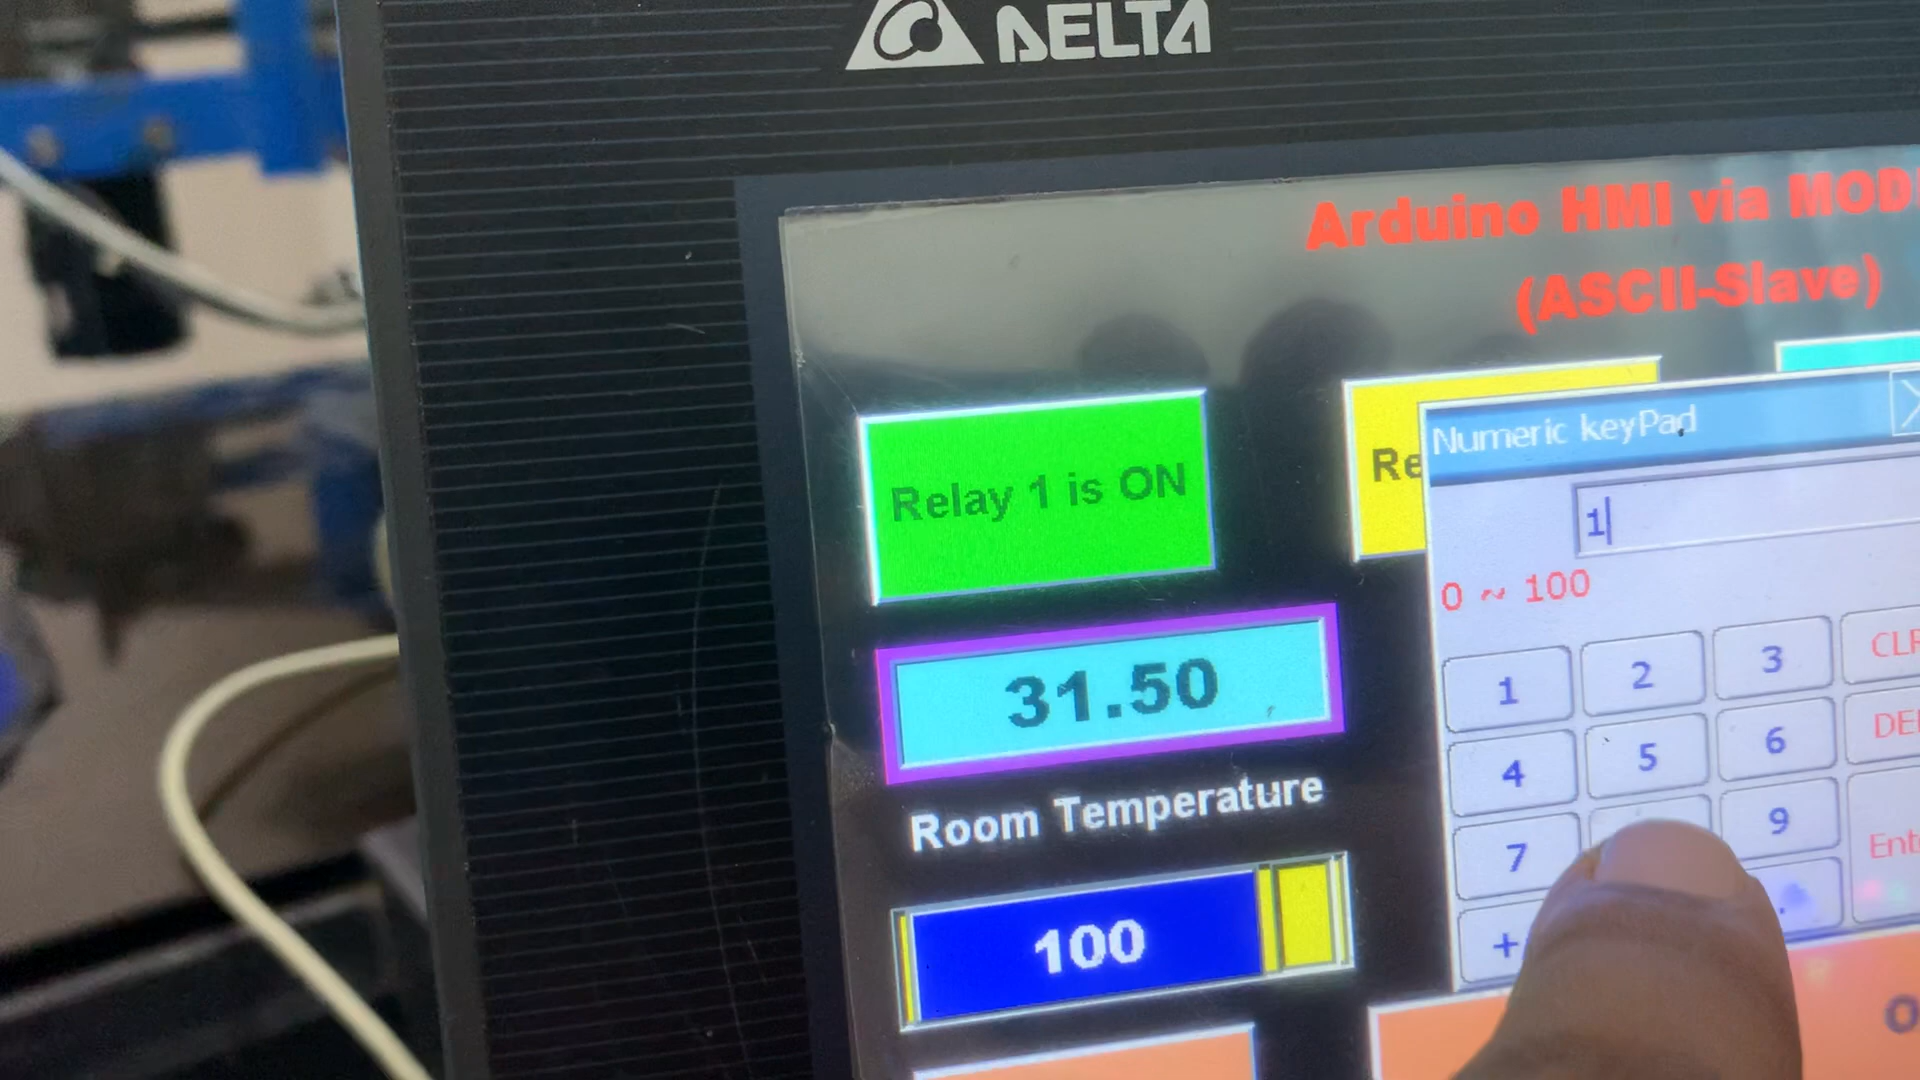 DELTA
Arduino HMI via MOD
(ASCII-Slave)
Relay 1 is ON
Re
Numeric keyPad
X
1
0 ~ 100
1 2 3 CLR
4 5 6 DEL
7 9
+ .
Ent
31.50
Room Temperature
100